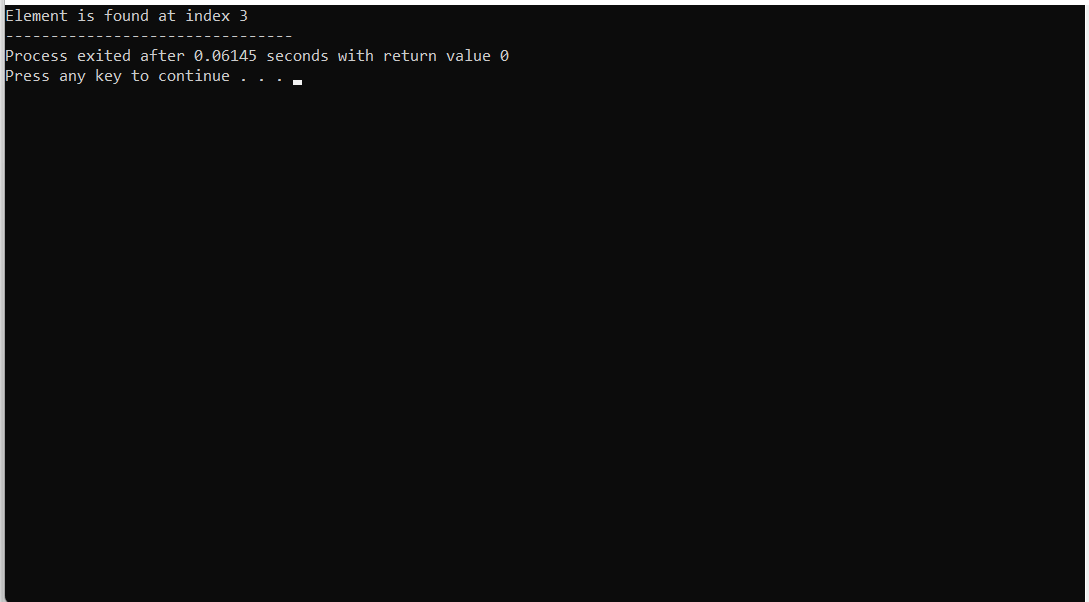 Element is found at index 3
--------------------------------
Process exited after 0.06145 seconds with return value 0
Press any key to continue . . .